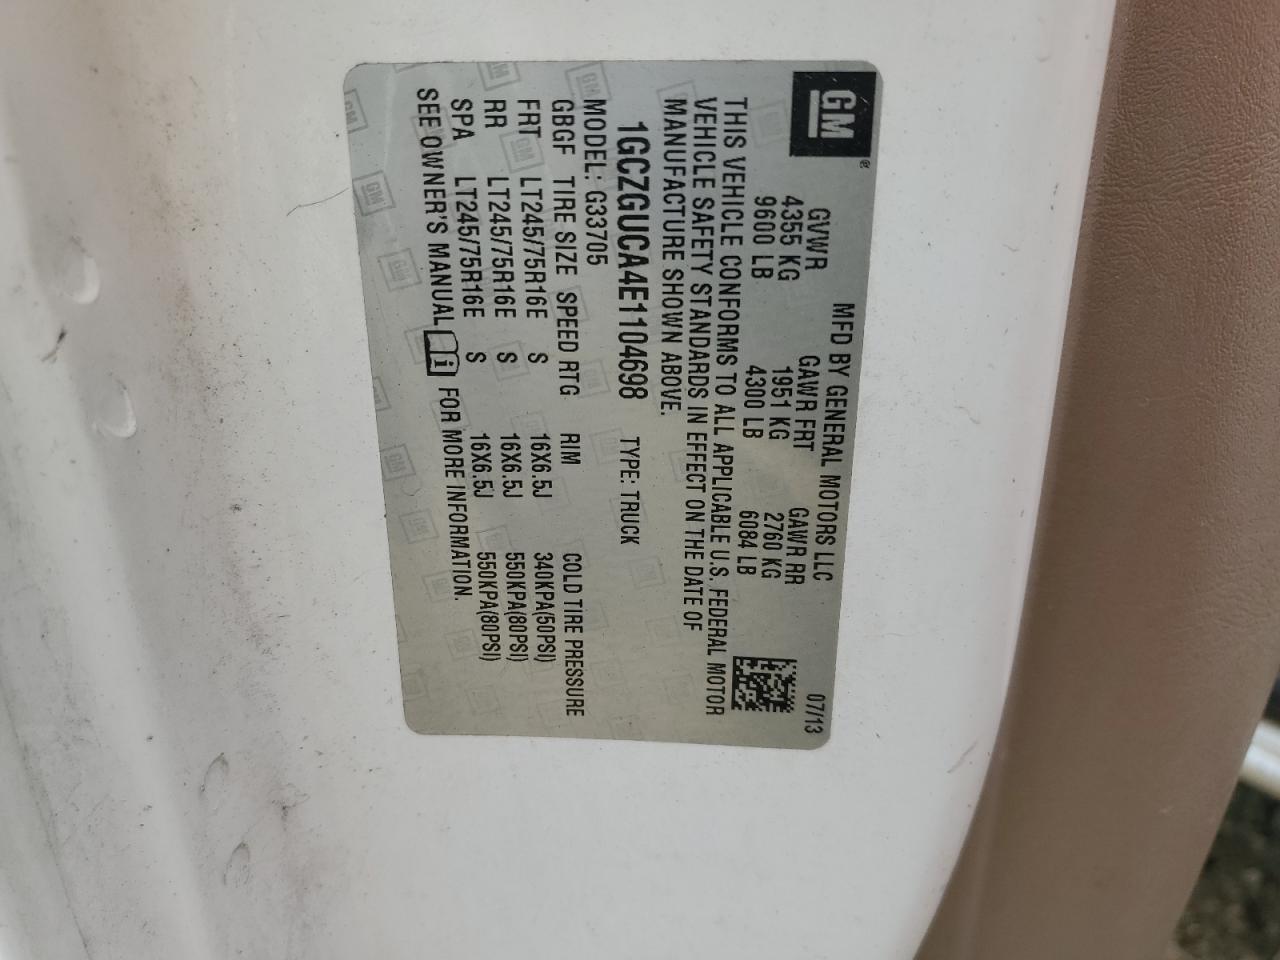 GM
®
MFD BY GENERAL MOTORS LLC
07/13
GVWR GAWR FRT GAWR RR
4355 KG 1951 KG 2760 KG
9600 LB 4300 LB 6084 LB
THIS VEHICLE CONFORMS TO ALL APPLICABLE U.S. FEDERAL MOTOR
VEHICLE SAFETY STANDARDS IN EFFECT ON THE DATE OF
MANUFACTURE SHOWN ABOVE.
1GCZGUCA4E1104698 TYPE: TRUCK
MODEL: G33705
GBGF TIRE SIZE SPEED RTG RIM COLD TIRE PRESSURE
FRT LT245/75R16E S 16X6.5J 340KPA(50PSI)
RR LT245/75R16E S 16X6.5J 550KPA(80PSI)
SPA LT245/75R16E S 16X6.5J 550KPA(80PSI)
SEE OWNER'S MANUAL i FOR MORE INFORMATION.